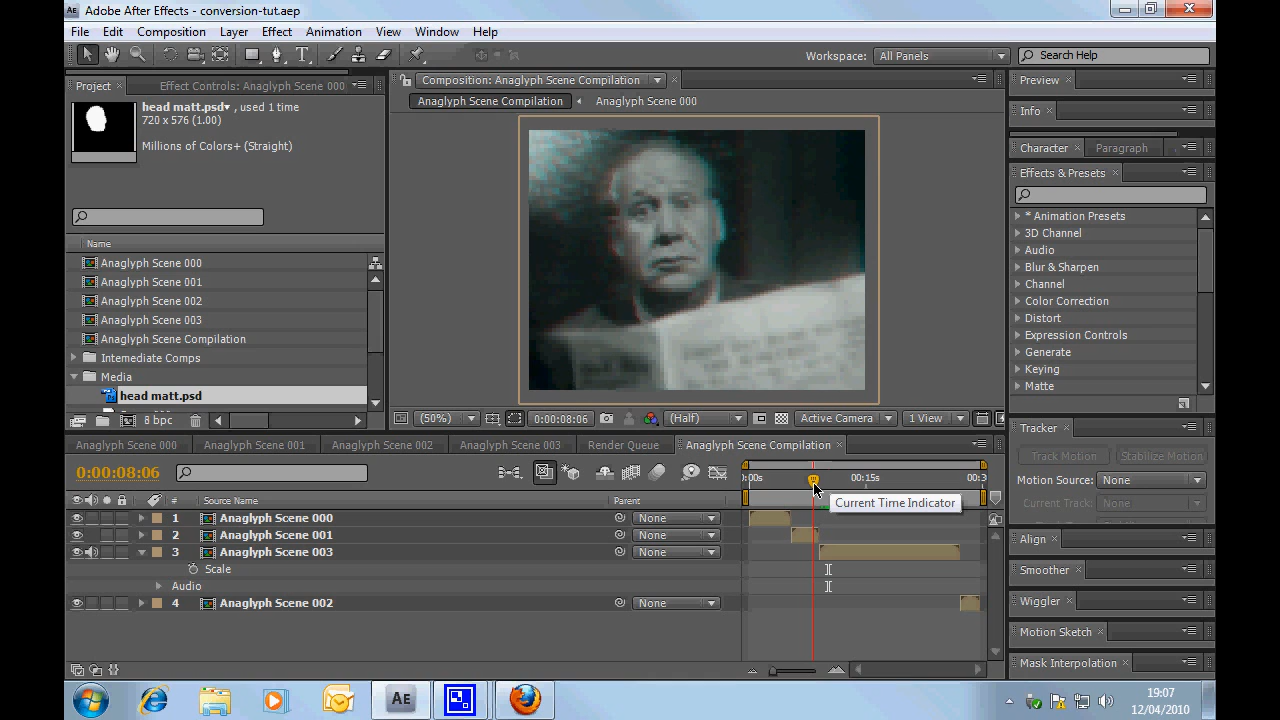 AE Adobe After Effects - conversion-tut.aep
File Edit Composition Layer Effect Animation View Window Help
Workspace: All Panels Search Help
Project × Effect Controls: Anaglyph Scene 000
head matt.psd▾ , used 1 time
720 x 576 (1.00)
Millions of Colors+ (Straight)
Name
Anaglyph Scene 000
Anaglyph Scene 001
Anaglyph Scene 002
Anaglyph Scene 003
Anaglyph Scene Compilation
Intemediate Comps
Media
head matt.psd
8 bpc
Composition: Anaglyph Scene Compilation
Anaglyph Scene Compilation Anaglyph Scene 000
(50%) 0:00:08:06 (Half) Active Camera 1 View
Preview ×
Info ×
Character × Paragraph
Effects & Presets ×
* Animation Presets
3D Channel
Audio
Blur & Sharpen
Channel
Color Correction
Distort
Expression Controls
Generate
Keying
Matte
Tracker ×
Track Motion Stabilize Motion
Motion Source: None
Current Track: None
Align ×
Smoother ×
Wiggler ×
Motion Sketch ×
Mask Interpolation ×
Anaglyph Scene 000 Anaglyph Scene 001 Anaglyph Scene 002 Anaglyph Scene 003 Render Queue Anaglyph Scene Compilation ×
0:00:08:06
):00s 00:15s 00:3
Current Time Indicator
# Source Name Parent
1 Anaglyph Scene 000 None
2 Anaglyph Scene 001 None
3 Anaglyph Scene 003 None
Scale
Audio
4 Anaglyph Scene 002 None
AE
19:07
12/04/2010